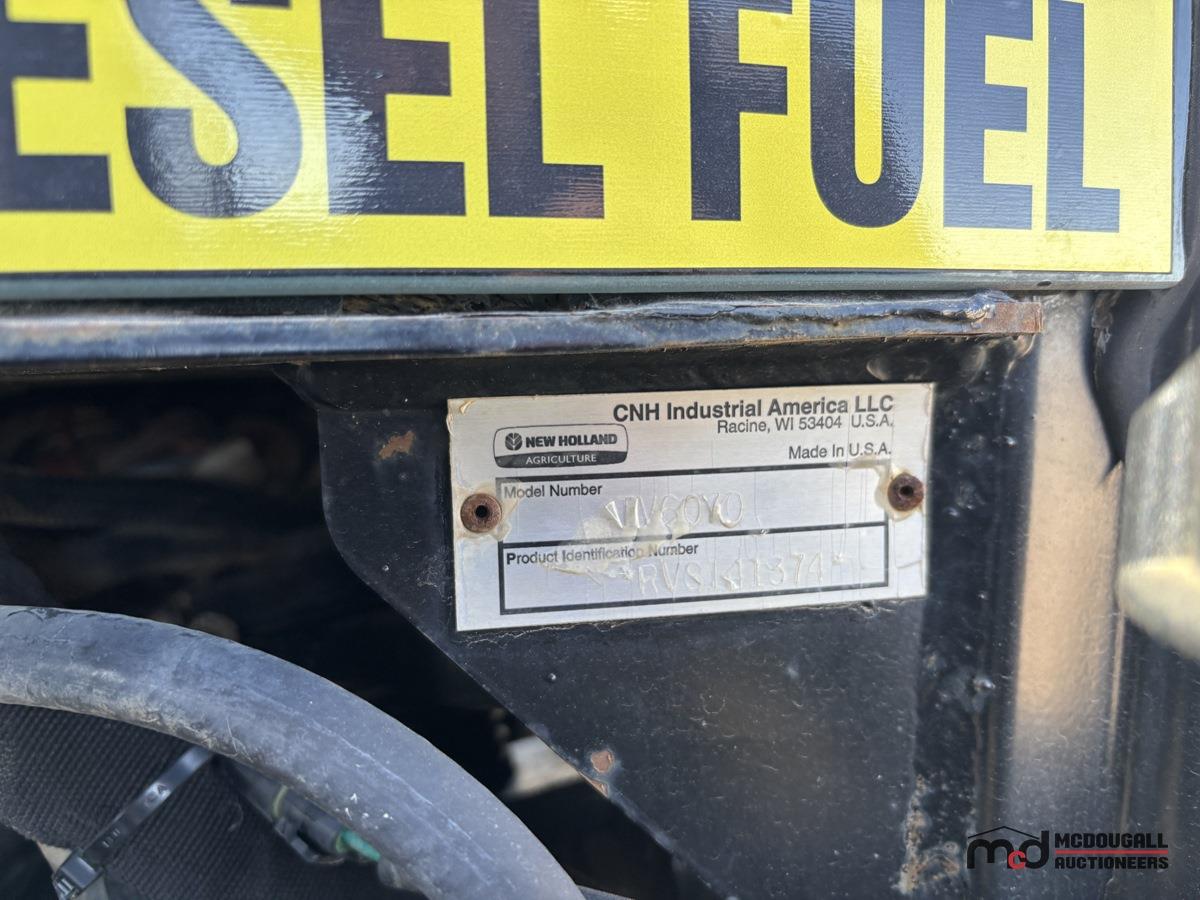 ESEL FUEL
CNH Industrial America LLC
Racine, WI 53404 U.S.A.
NEW HOLLAND
Made In U.S.A.
AGRICULTURE
Model Number
Product Identification Number
mcd MCDOUGALL
AUCTIONEERS